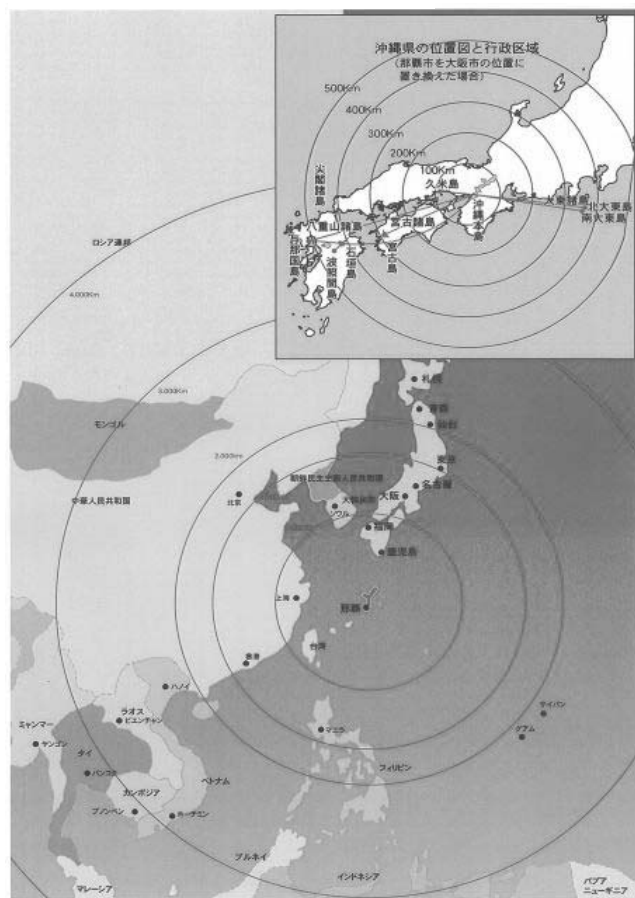 沖縄県の位置図と行政区域
(那覇市を大阪市の位置に
置き換えた場合)
500Km
400Km
300Km
200Km
100Km
久米島
尖閣諸島
八重山諸島
宮古諸島
沖縄本島
大東諸島
北大東島
南大東島
与那国島
石垣島
波照間島
宮古島
ロシア連邦
4,000Km
3,000Km
2,000Km
モンゴル
中華人民共和国
朝鮮民主主義人民共和国
大韓民国
北京
ソウル
札幌
青森
仙台
東京
名古屋
大阪
福岡
鹿児島
上海
那覇
台湾
香港
ハノイ
ラオス
ビエンチャン
ミャンマー
ヤンゴン
タイ
バンコク
カンボジア
プノンペン
ベトナム
ホーチミン
マニラ
フィリピン
サイパン
グアム
ブルネイ
マレーシア
インドネシア
パプア
ニューギニア